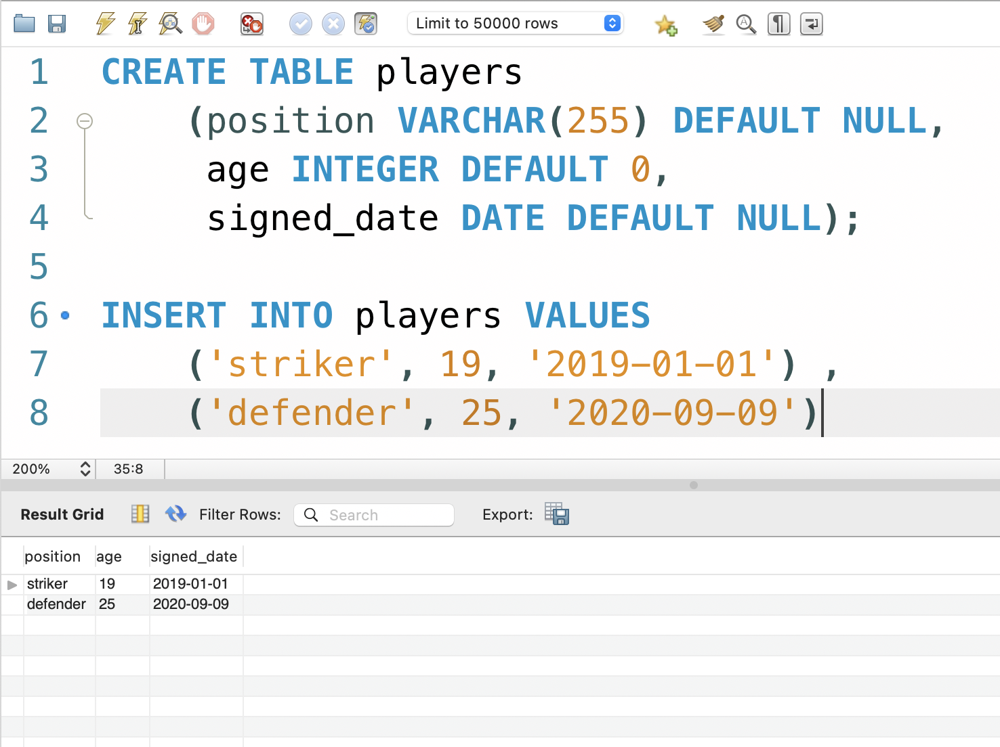 Limit to 50000 rows
1 CREATE TABLE players
2 (position VARCHAR(255) DEFAULT NULL,
3 age INTEGER DEFAULT 0,
4 signed_date DATE DEFAULT NULL);
5
6 INSERT INTO players VALUES
7 ('striker', 19, '2019-01-01') ,
8 ('defender', 25, '2020-09-09')
200% 35:8
Result Grid Filter Rows: Search Export:
position age signed_date
striker 19 2019-01-01
defender 25 2020-09-09